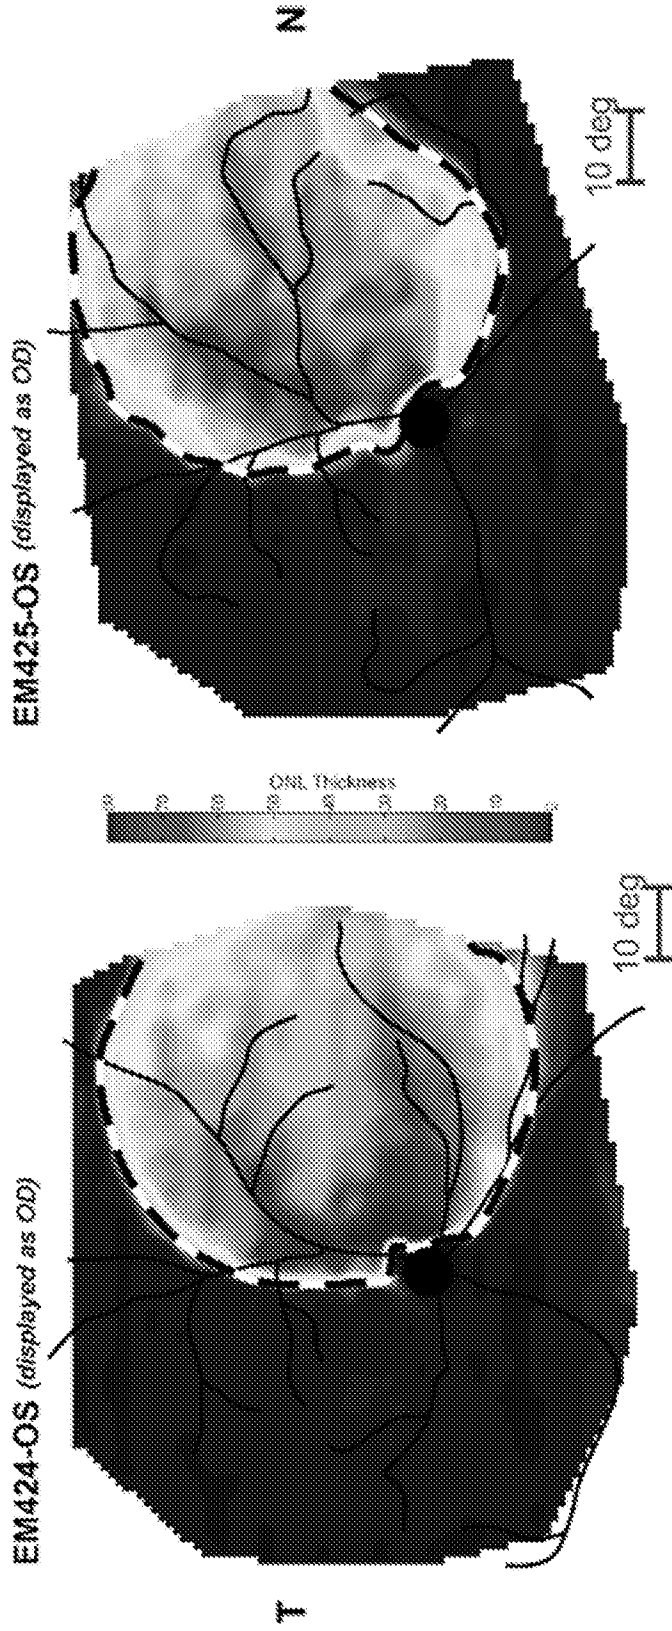 EM424-OS (displayed as OD)
EM425-OS (displayed as OD)
T
N
ONL Thickness
10 deg
10 deg